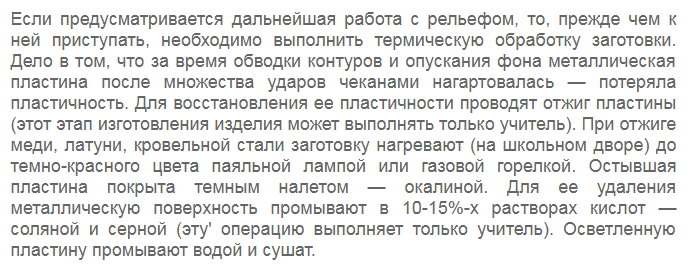 Если предусматривается дальнейшая работа с рельефом, то, прежде чем к
ней приступать, необходимо выполнить термическую обработку заготовки.
Дело в том, что за время обводки контуров и опускания фона металлическая
пластина после множества ударов чеканами нагартовалась — потеряла
пластичность. Для восстановления ее пластичности проводят отжиг пластины
(этот этап изготовления изделия может выполнять только учитель). При отжиге
меди, латуни, кровельной стали заготовку нагревают (на школьном дворе) до
темно-красного цвета паяльной лампой или газовой горелкой. Остывшая
пластина покрыта темным налетом — окалиной. Для ее удаления
металлическую поверхность промывают в 10-15%-х растворах кислот —
соляной и серной (эту' операцию выполняет только учитель). Осветленную
пластину промывают водой и сушат.